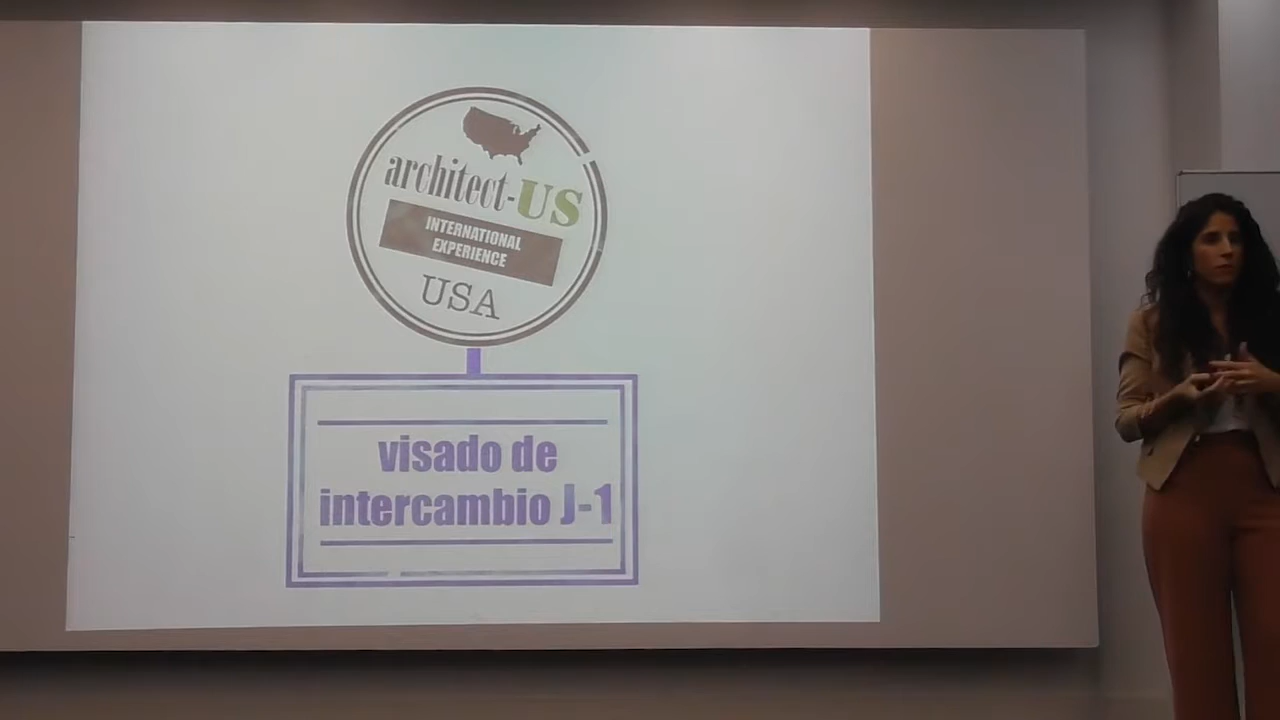 architect-US
INTERNATIONAL
EXPERIENCE
USA
visado de
intercambio J-1